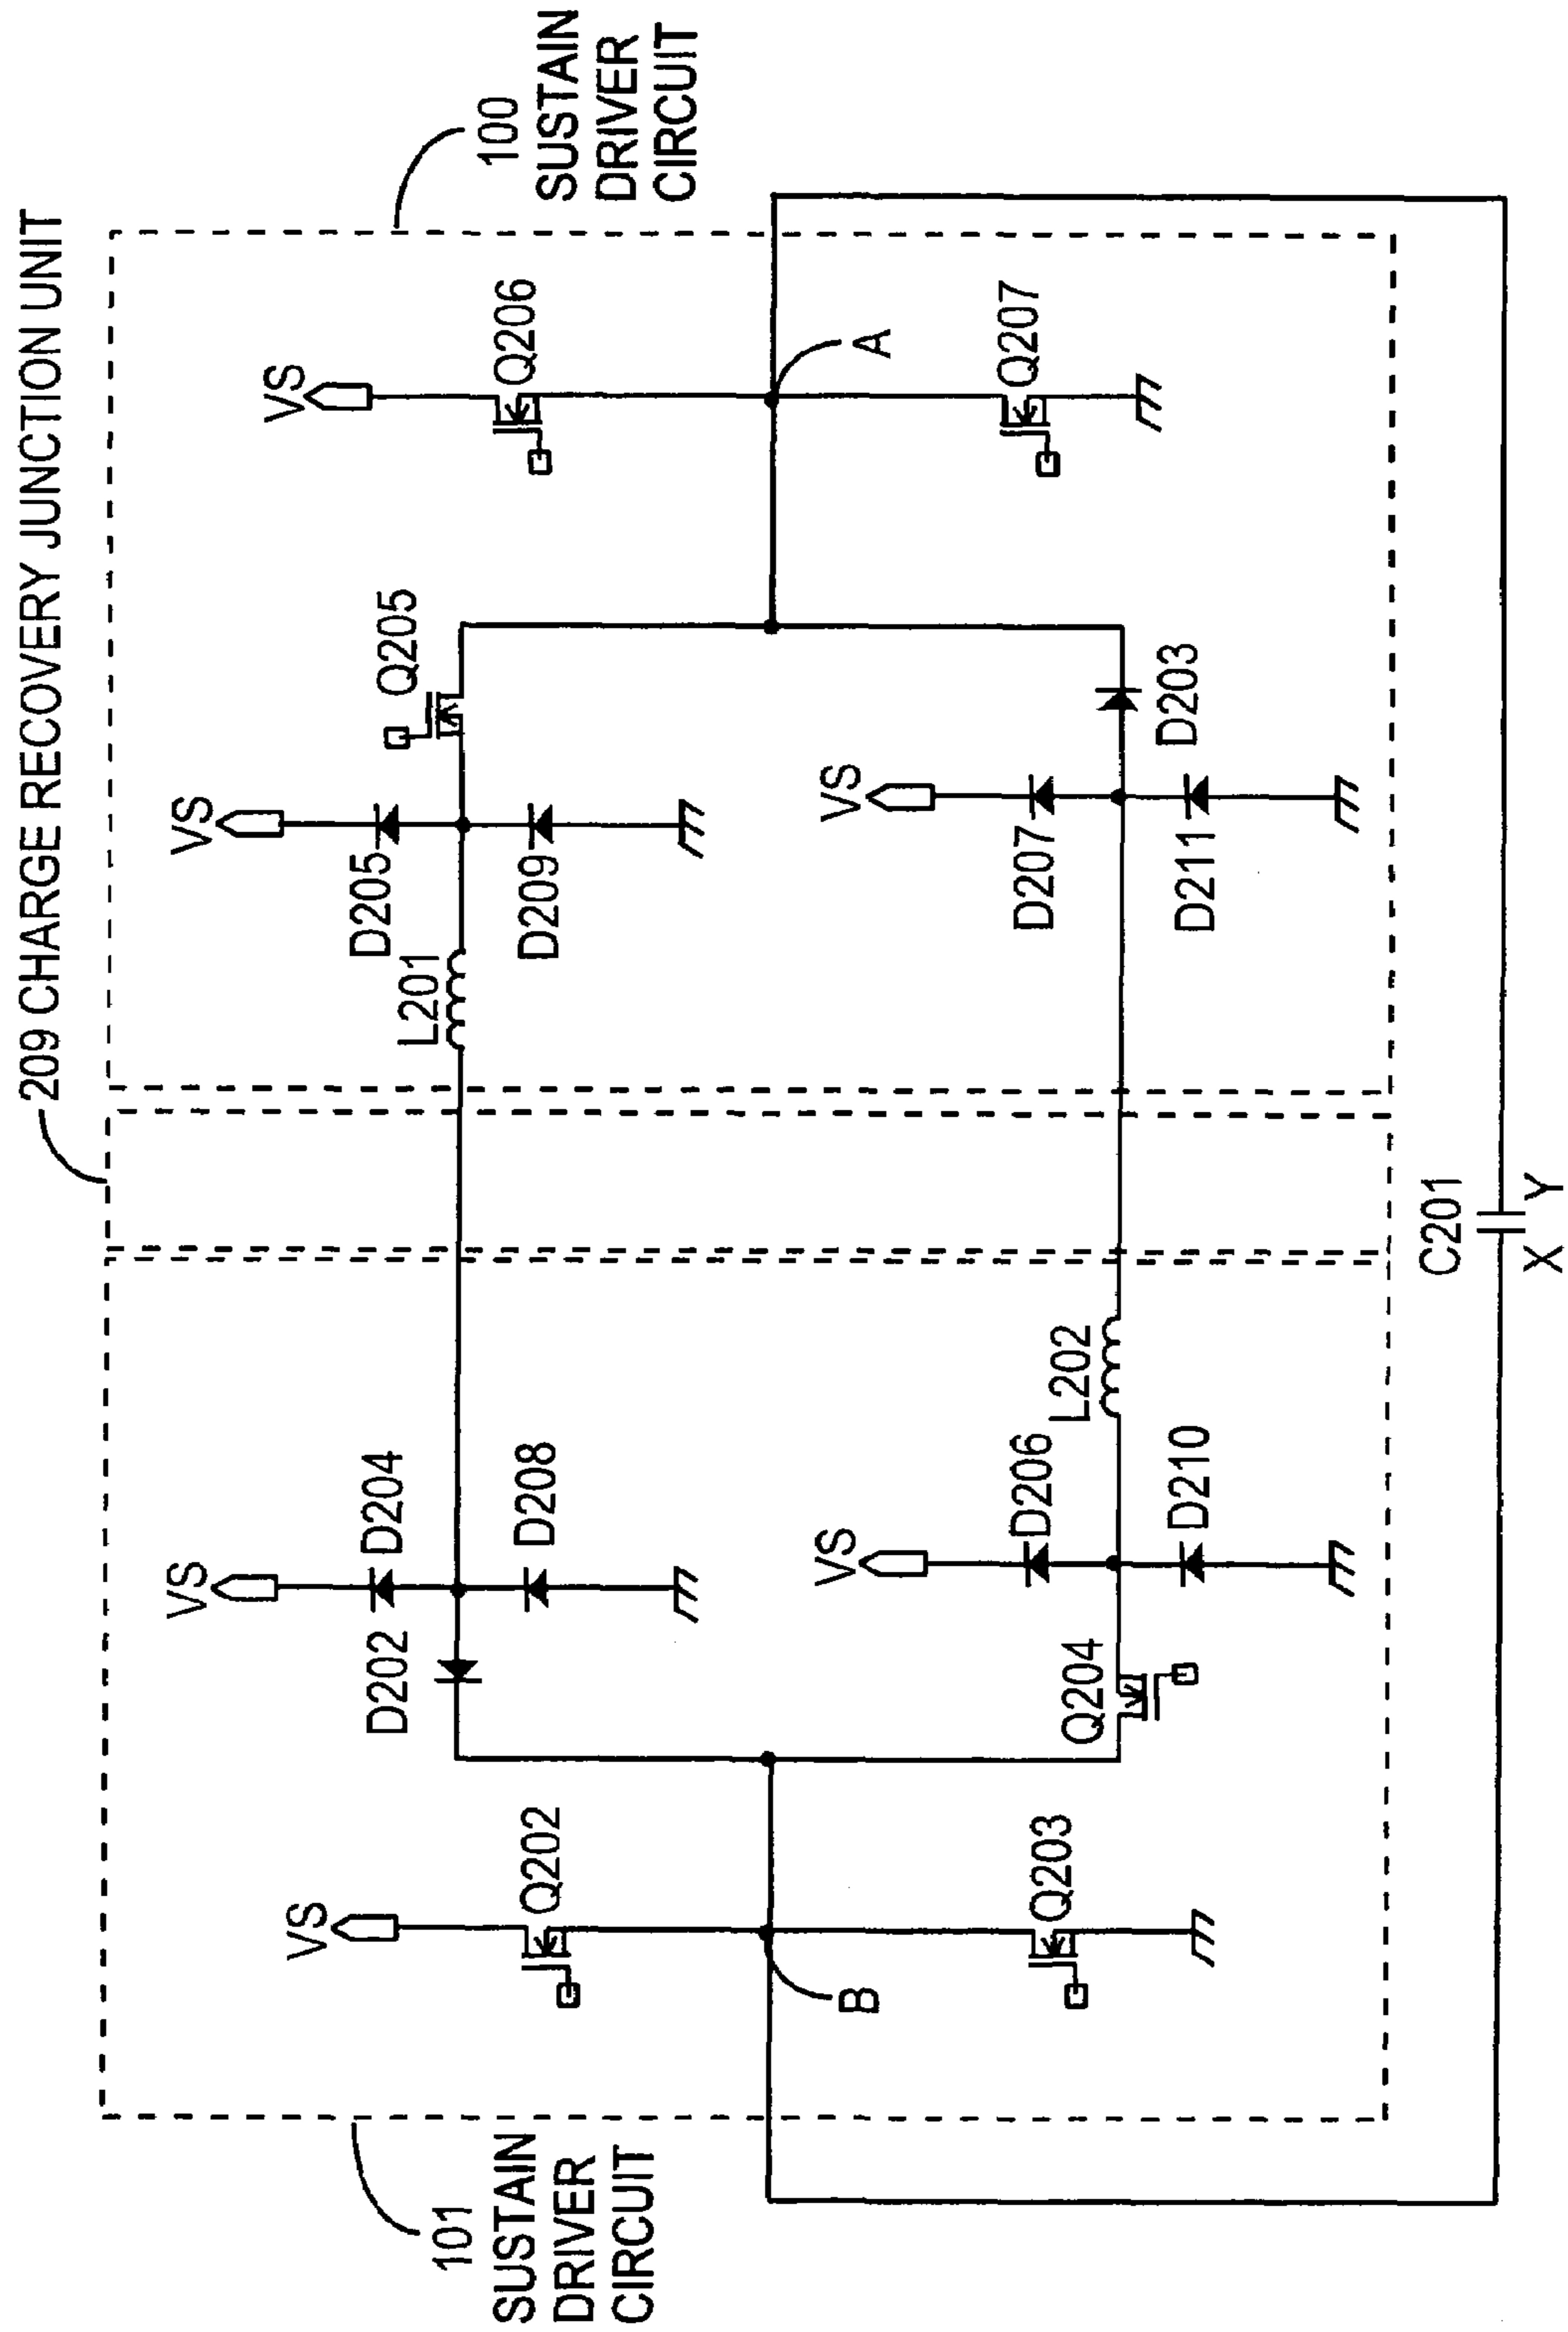 209 CHARGE RECOVERY JUNCTION UNIT
101
SUSTAIN
DRIVER
CIRCUIT
100
SUSTAIN
DRIVER
CIRCUIT
VS
Q202
B
Q203
VS
D202
D204
D208
VS
Q204
D206
D210
L202
L201
VS
D205
D209
Q205
VS
D207
D211
D203
VS
Q206
A
Q207
C201
X
Y